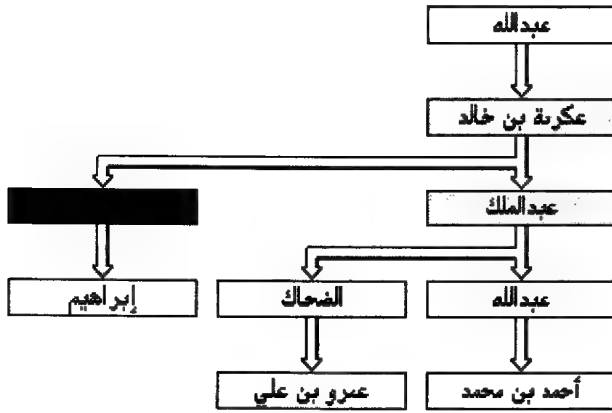 عبدالله
عكرمة بن خالد
عبدالملك
عبدالله
الضحاك
إبراهيم
أحمد بن محمد
عمرو بن علي